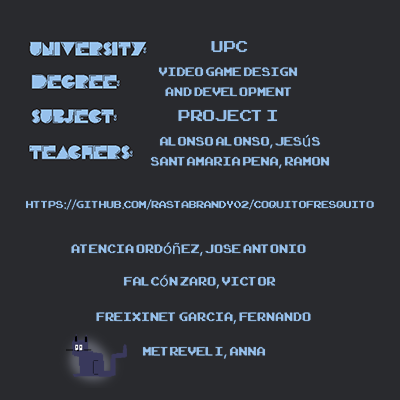 UNIVERSITY: UPC
DEGREE: VIDEO GAME DESIGN
AND DEVELOPMENT
SUBJECT: PROJECT I
TEACHERS: ALONSO ALONSO, JESÚS
SANTAMARIA PENA, RAMON
HTTPS://GITHUB.COM/RASTABRANDY02/COQUITOFRESQUITO
ATENCIA ORDÓÑEZ, JOSE ANTONIO
FALCÓN ZARO, VICTOR
FREIXINET GARCIA, FERNANDO
METREVELI, ANNA